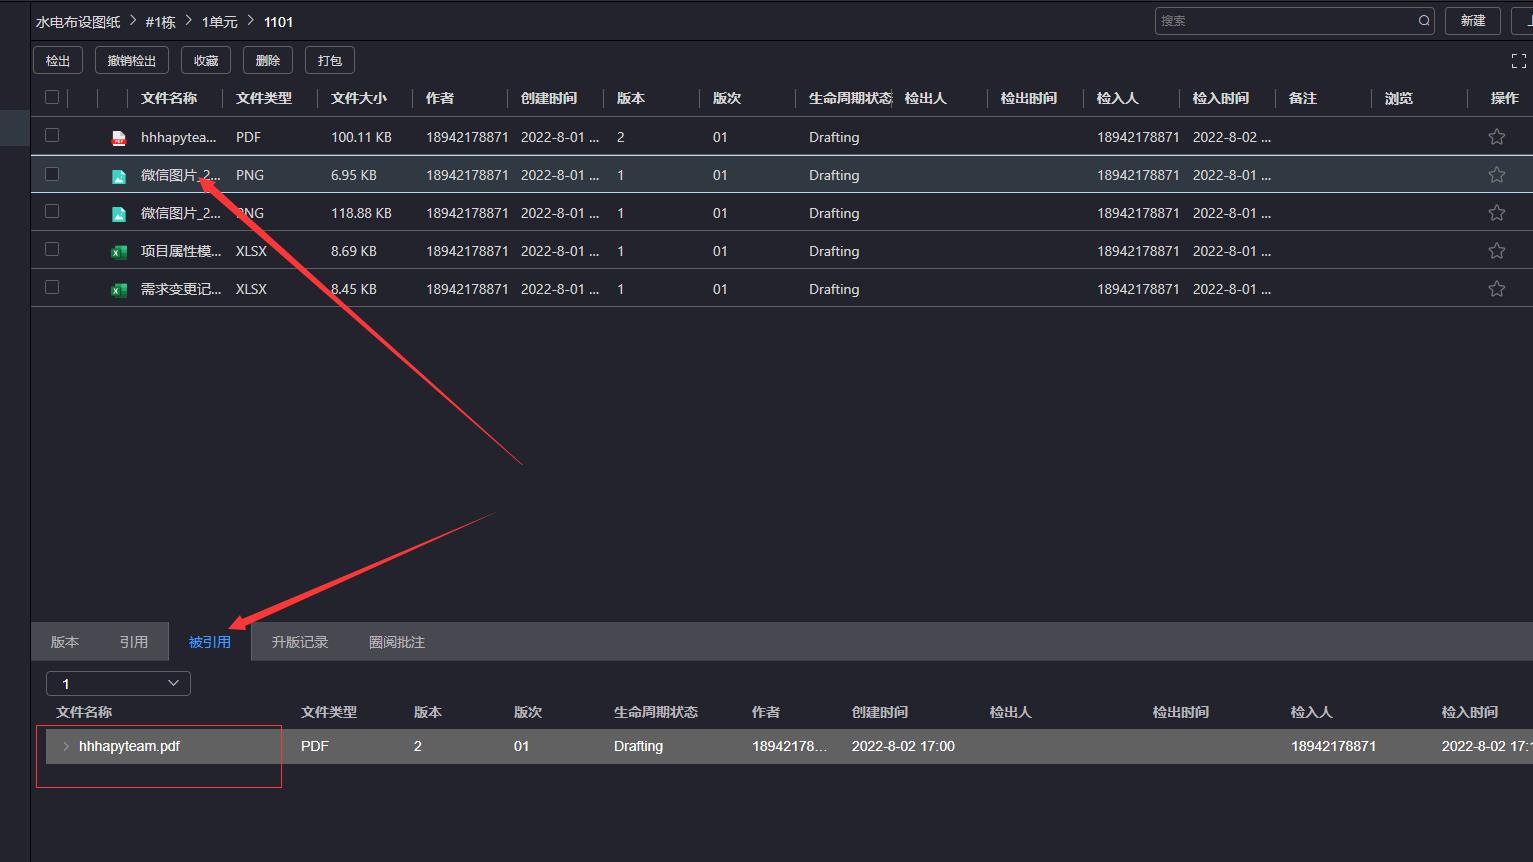 水电布设图纸 > #1栋 > 1单元 > 1101 搜索 新建
检出 撤销检出 收藏 删除 打包
文件名称 文件类型 文件大小 作者 创建时间 版本 版次 生命周期状态 检出人 检出时间 检入人 检入时间 备注 浏览 操作
hhhapytea... PDF 100.11 KB 18942178871 2022-8-01 ... 2 01 Drafting 18942178871 2022-8-02 ...
微信图片_2... PNG 6.95 KB 18942178871 2022-8-01 ... 1 01 Drafting 18942178871 2022-8-01 ...
微信图片_2... PNG 118.88 KB 18942178871 2022-8-01 ... 1 01 Drafting 18942178871 2022-8-01 ...
项目属性模... XLSX 8.69 KB 18942178871 2022-8-01 ... 1 01 Drafting 18942178871 2022-8-01 ...
需求变更记... XLSX 8.45 KB 18942178871 2022-8-01 ... 1 01 Drafting 18942178871 2022-8-01 ...
版本 引用 被引用 升版记录 圈阅批注
1
文件名称 文件类型 版本 版次 生命周期状态 作者 创建时间 检出人 检出时间 检入人 检入时间
> hhhapyteam.pdf PDF 2 01 Drafting 18942178... 2022-8-02 17:00 18942178871 2022-8-02 17:1